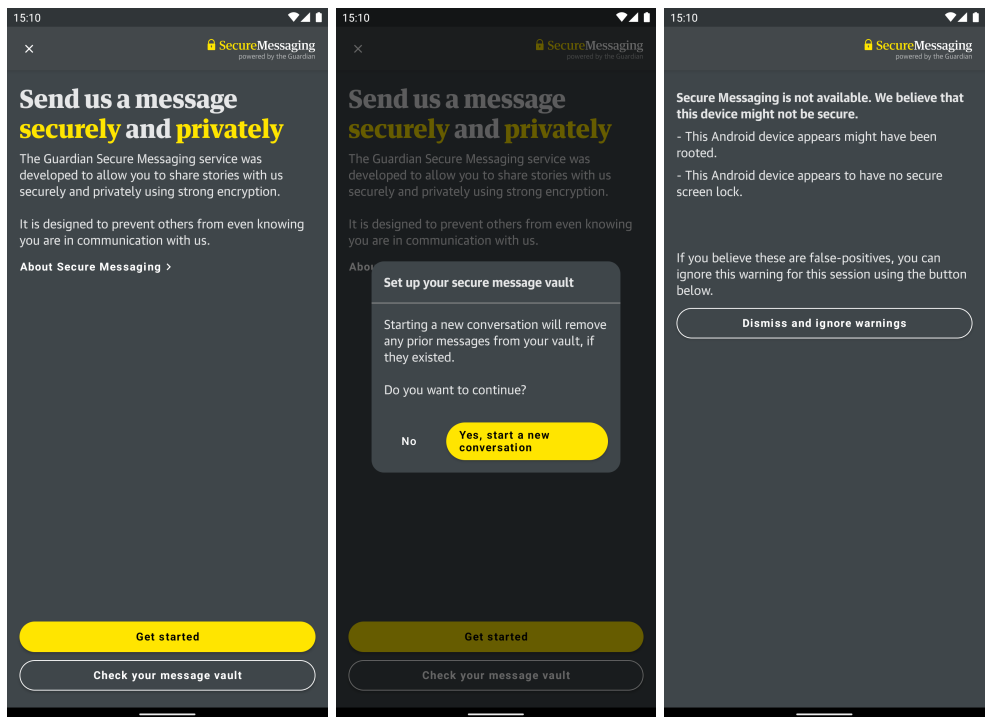 15:10
SecureMessaging
powered by the Guardian
Send us a message
securely and privately
The Guardian Secure Messaging service was
developed to allow you to share stories with us
securely and privately using strong encryption.
It is designed to prevent others from even knowing
you are in communication with us.
About Secure Messaging >
Get started
Check your message vault
15:10
SecureMessaging
powered by the Guardian
Send us a message
securely and privately
The Guardian Secure Messaging service was
developed to allow you to share stories with us
securely and privately using strong encryption.
It is designed to prevent others from even knowing
you are in communication with us.
Abou
Set up your secure message vault
Starting a new conversation will remove
any prior messages from your vault, if
they existed.
Do you want to continue?
No
Yes, start a new
conversation
Get started
Check your message vault
15:10
SecureMessaging
powered by the Guardian
Secure Messaging is not available. We believe that
this device might not be secure.
- This Android device appears might have been
rooted.
- This Android device appears to have no secure
screen lock.
If you believe these are false-positives, you can
ignore this warning for this session using the button
below.
Dismiss and ignore warnings